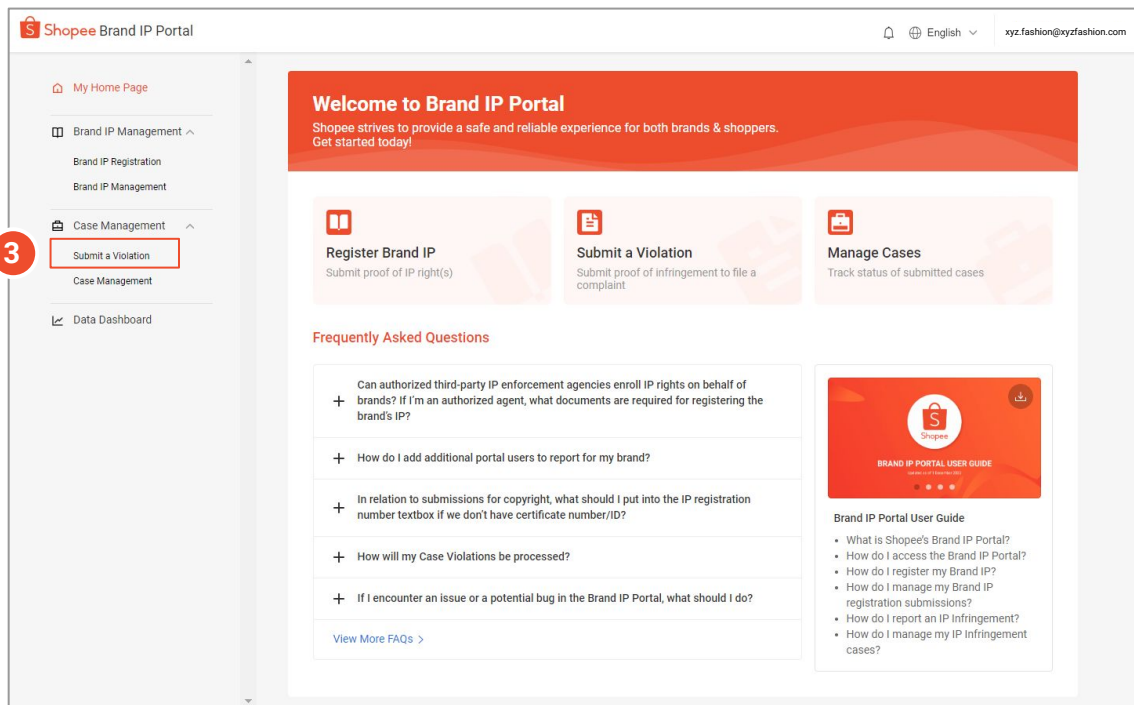 Shopee Brand IP Portal
English
xyz.fashion@xyzfashion.com
My Home Page
Brand IP Management
Brand IP Registration
Brand IP Management
Case Management
3
Submit a Violation
Case Management
Data Dashboard
Welcome to Brand IP Portal
Shopee strives to provide a safe and reliable experience for both brands & shoppers.
Get started today!
Register Brand IP
Submit proof of IP right(s)
Submit a Violation
Submit proof of infringement to file a
complaint
Manage Cases
Track status of submitted cases
Frequently Asked Questions
Can authorized third-party IP enforcement agencies enroll IP rights on behalf of
brands? If I'm an authorized agent, what documents are required for registering the
brand's IP?
How do I add additional portal users to report for my brand?
In relation to submissions for copyright, what should I put into the IP registration
number textbox if we don't have certificate number/ID?
How will my Case Violations be processed?
If I encounter an issue or a potential bug in the Brand IP Portal, what should I do?
View More FAQs >
Shopee
BRAND IP PORTAL USER GUIDE
Brand IP Portal User Guide
• What is Shopee's Brand IP Portal?
• How do I access the Brand IP Portal?
• How do I register my Brand IP?
• How do I manage my Brand IP
registration submissions?
• How do I report an IP Infringement?
• How do I manage my IP Infringement
cases?